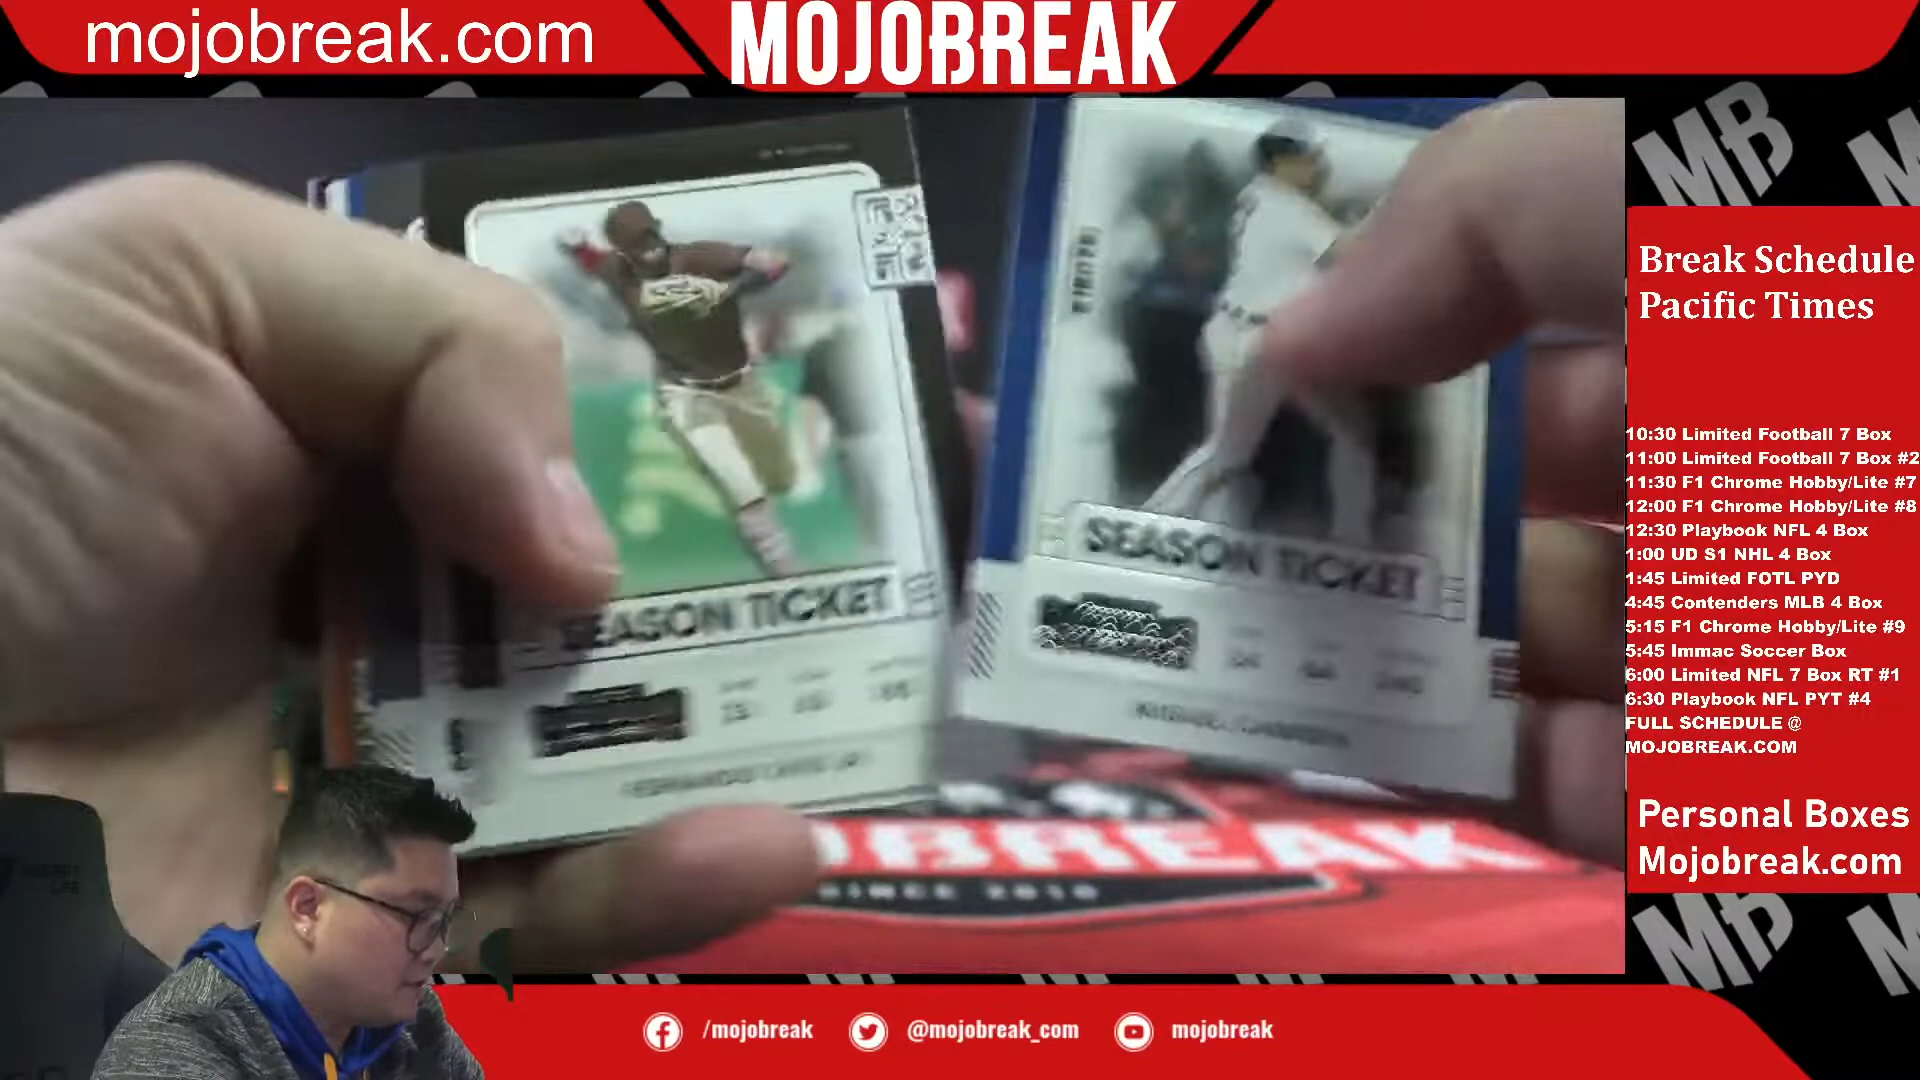 mojobreak.com
MOJOBREAK
MB
Break Schedule
Pacific Times
SEASON TICKET
SEASON TICKET
10:30 Limited Football 7 Box
11:00 Limited Football 7 Box #2
11:30 F1 Chrome Hobby/Lite #7
12:00 F1 Chrome Hobby/Lite #8
12:30 Playbook NFL 4 Box
1:00 UD S1 NHL 4 Box
1:45 Limited FOTL PYD
4:45 Contenders MLB 4 Box
5:15 F1 Chrome Hobby/Lite #9
5:45 Immac Soccer Box
6:00 Limited NFL 7 Box RT #1
6:30 Playbook NFL PYT #4
FULL SCHEDULE @
MOJOBREAK.COM
Personal Boxes
Mojobreak.com
OBREAK
SINCE 2010
MB
/mojobreak
@mojobreak_com
mojobreak